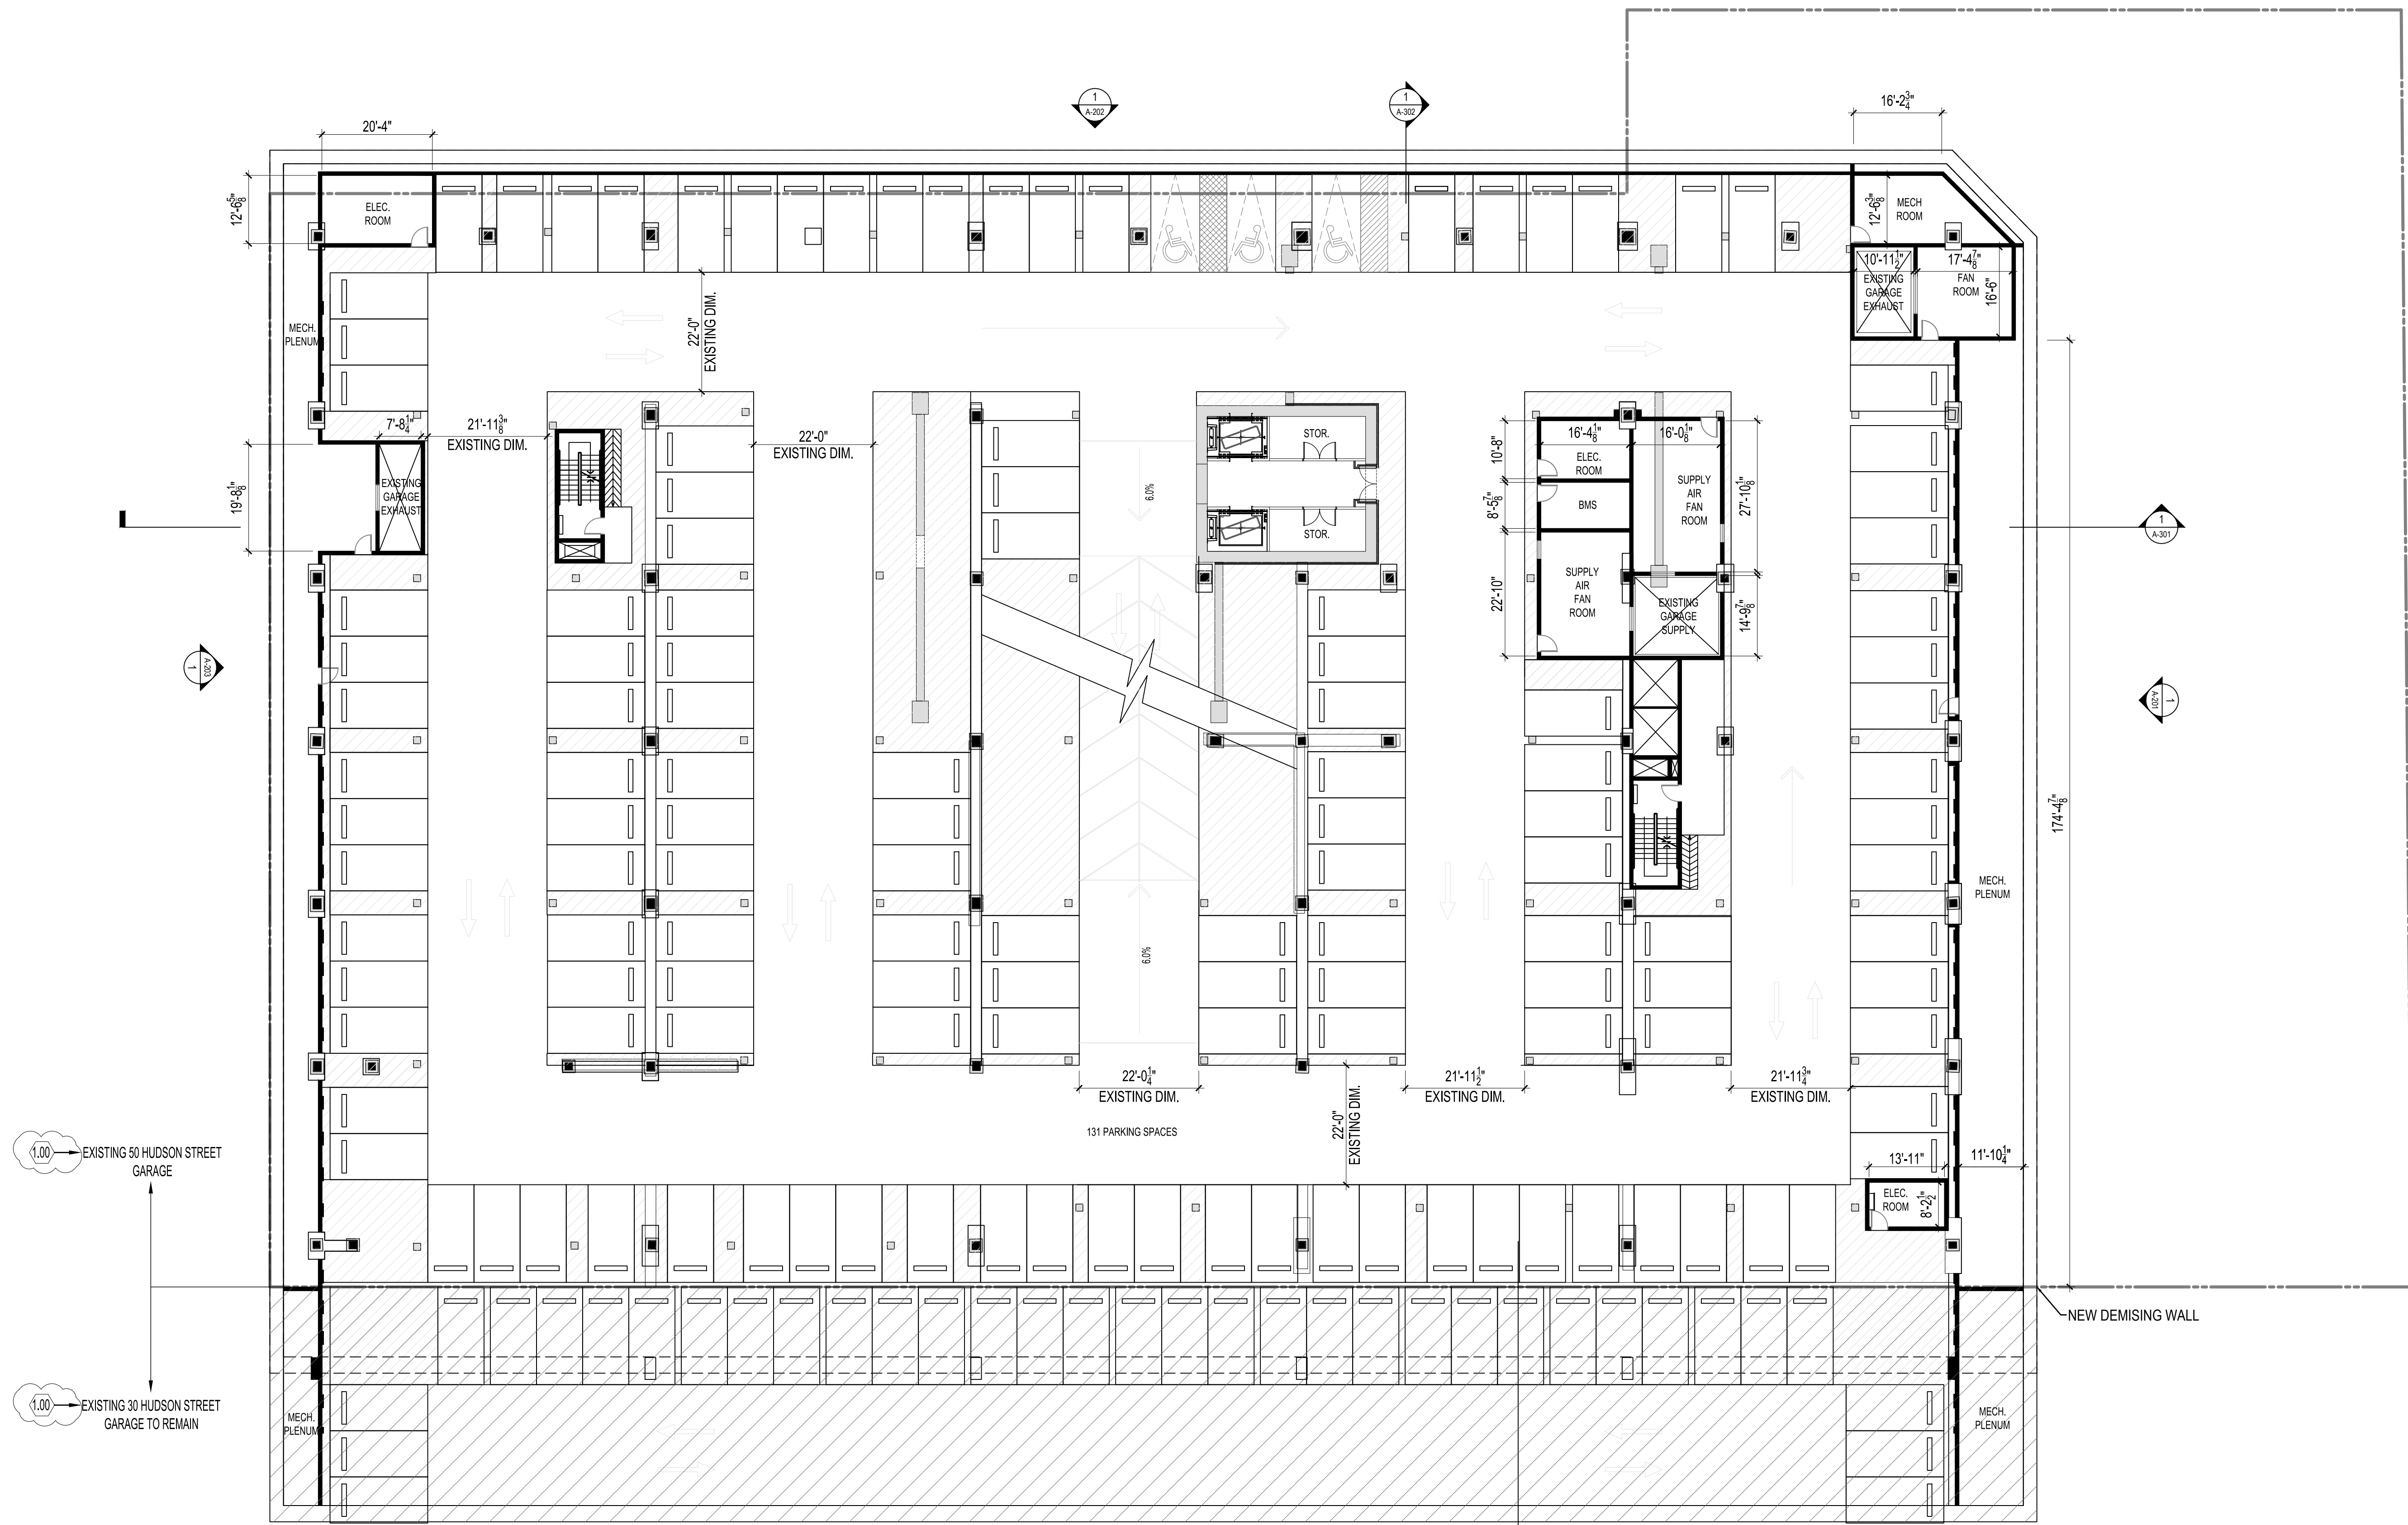 1
A-202
1
A-302
16'-2 3/4"
20'-4"
12'-6 5/8"
ELEC.
ROOM
12'-6 3/8"
MECH
ROOM
10'-11 1/2"
17'-4 7/8"
EXISTING
GARAGE
EXHAUST
FAN
ROOM
16'-6"
MECH.
PLENUM
22'-0"
EXISTING DIM.
7'-8 1/4"
21'-11 3/8"
EXISTING DIM.
22'-0"
EXISTING DIM.
19'-8 1/8"
EXISTING
GARAGE
EXHAUST
6.0%
STOR.
STOR.
10'-8"
16'-4 1/8"
16'-0 1/8"
ELEC.
ROOM
8'-5 7/8"
BMS
SUPPLY
AIR
FAN
ROOM
27'-10 1/8"
22'-10"
SUPPLY
AIR
FAN
ROOM
EXISTING
GARAGE
SUPPLY
14'-9 7/8"
1
A-301
1
A-203
1
A-201
174'-4 7/8"
MECH.
PLENUM
6.0%
22'-0 1/4"
EXISTING DIM.
21'-11 1/2"
EXISTING DIM.
21'-11 3/4"
EXISTING DIM.
22'-0"
EXISTING DIM.
131 PARKING SPACES
1.00
EXISTING 50 HUDSON STREET
GARAGE
13'-11"
11'-10 1/4"
ELEC.
ROOM
8'-2 1/2"
NEW DEMISING WALL
1.00
EXISTING 30 HUDSON STREET
GARAGE TO REMAIN
MECH.
PLENUM
MECH.
PLENUM